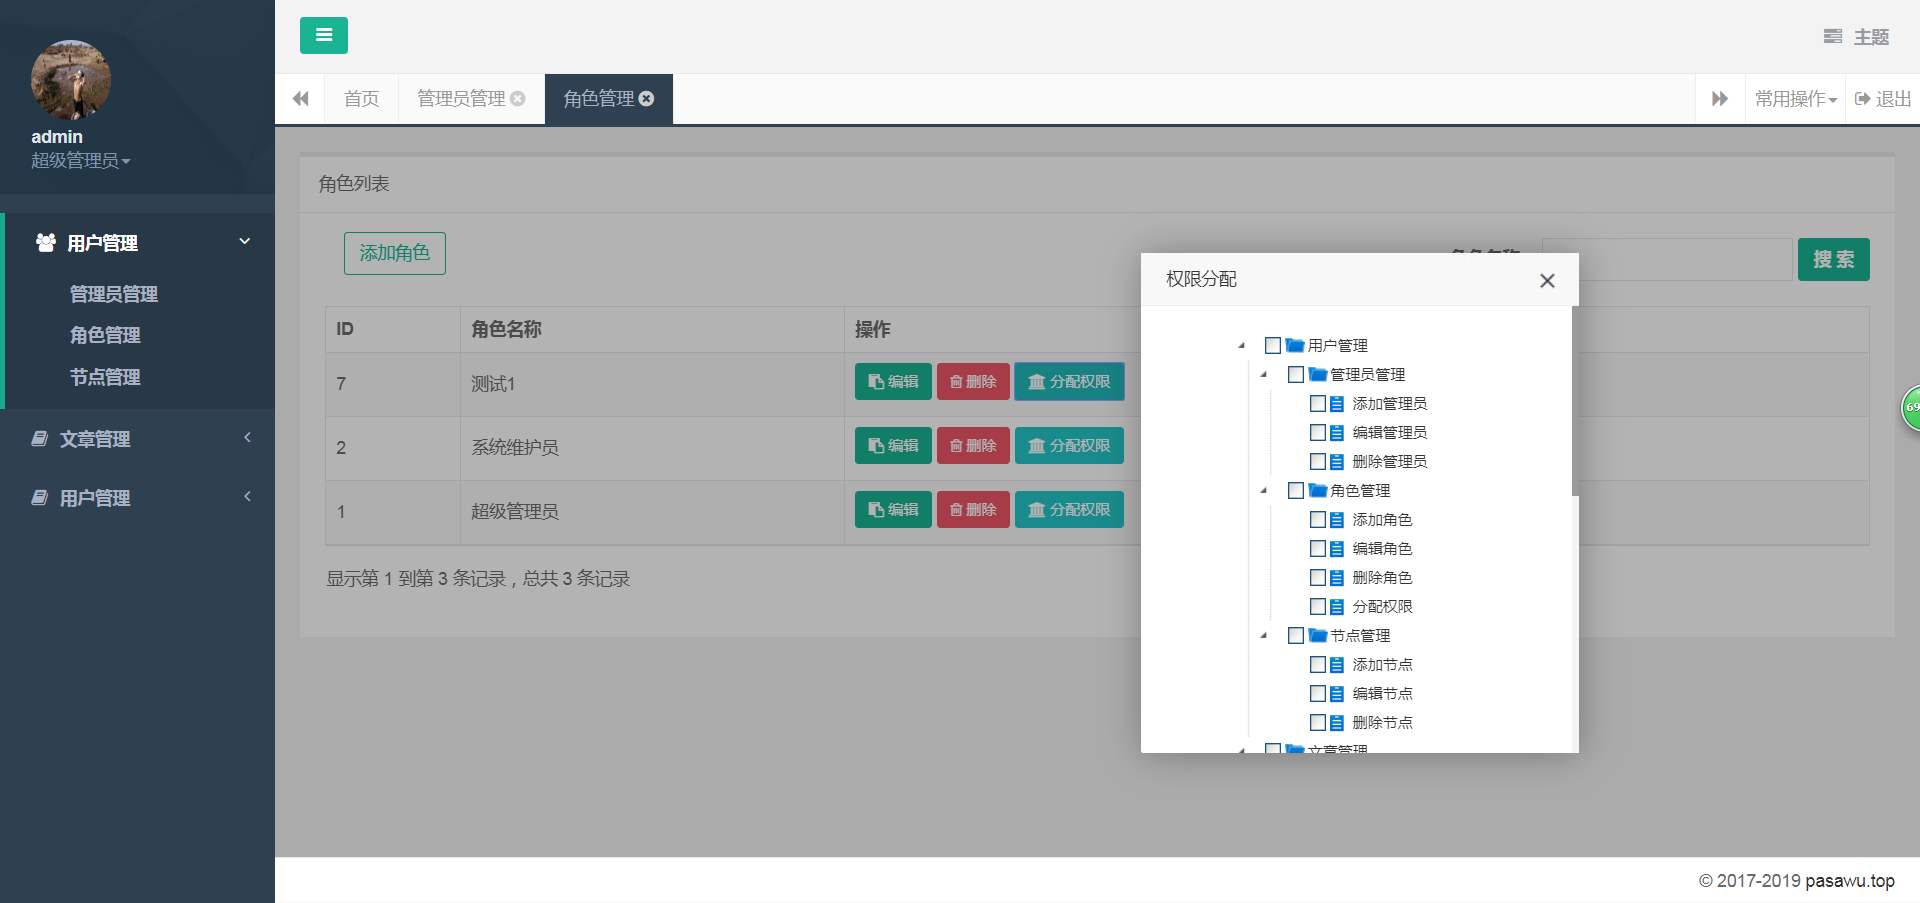 admin
超级管理员
用户管理
管理员管理
角色管理
节点管理
文章管理
用户管理
主题
首页
管理员管理
角色管理
常用操作
退出
角色列表
添加角色
搜 索
ID 角色名称 操作
7 测试1 编辑 删除 分配权限
2 系统维护员 编辑 删除 分配权限
1 超级管理员 编辑 删除 分配权限
显示第 1 到第 3 条记录，总共 3 条记录
权限分配
用户管理
管理员管理
添加管理员
编辑管理员
删除管理员
角色管理
添加角色
编辑角色
删除角色
分配权限
节点管理
添加节点
编辑节点
删除节点
文章管理
69
© 2017-2019 pasawu.top